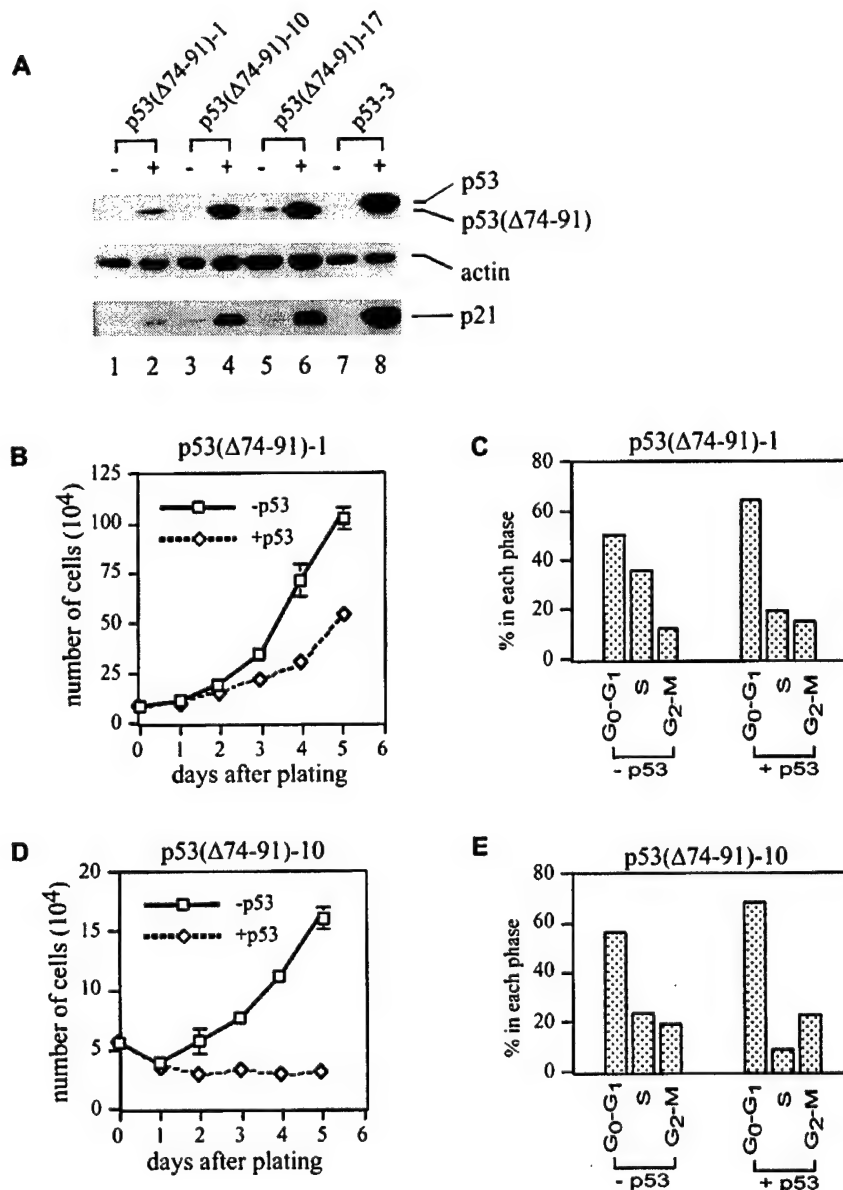 A
p53(Δ74-91)-1
p53(Δ74-91)-10
p53(Δ74-91)-17
p53-3
- + - + - + - +
p53
p53(Δ74-91)
actin
p21
1 2 3 4 5 6 7 8
B
p53(Δ74-91)-1
number of cells (10⁴)
125
100
75
50
25
0
-p53
+p53
0 1 2 3 4 5 6
days after plating
C
p53(Δ74-91)-1
% in each phase
80
60
40
20
0
G₀-G₁ S G₂-M G₀-G₁ S G₂-M
- p53 + p53
D
p53(Δ74-91)-10
number of cells (10⁴)
20
15
10
5
0
-p53
+p53
0 1 2 3 4 5 6
days after plating
E
p53(Δ74-91)-10
% in each phase
80
60
40
20
0
G₀-G₁ S G₂-M G₀-G₁ S G₂-M
- p53 + p53